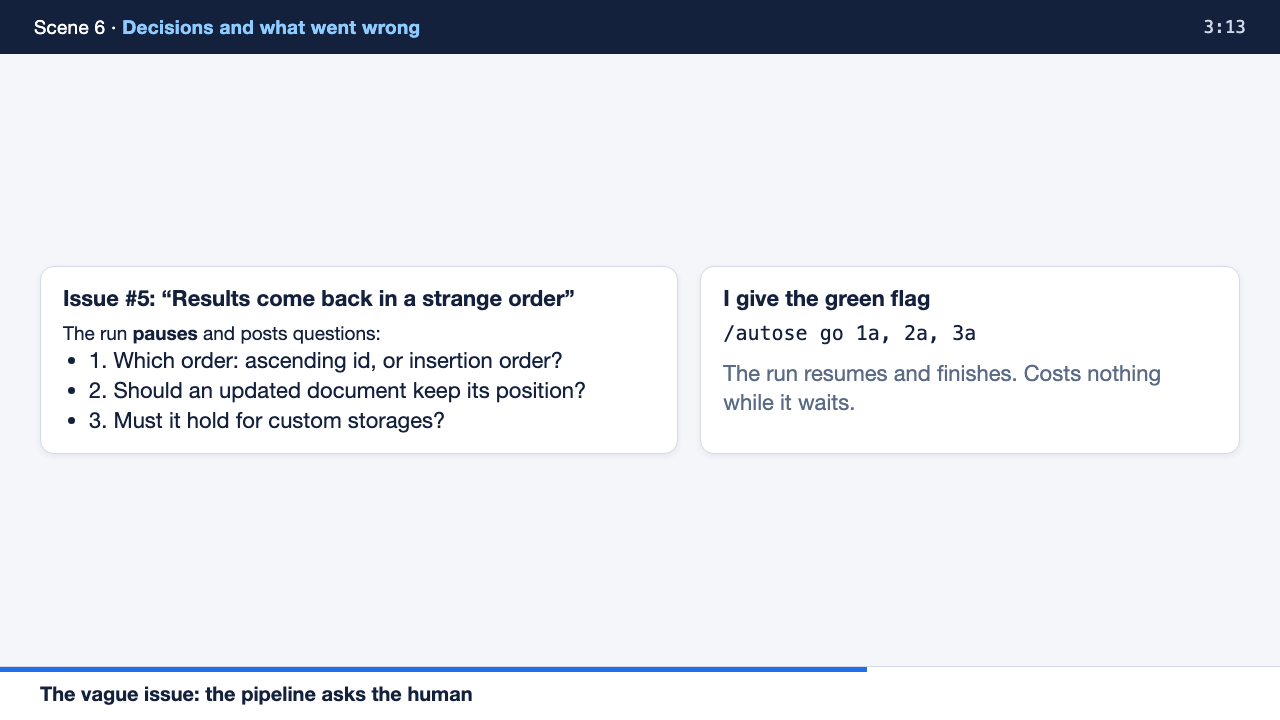 Scene 6 · Decisions and what went wrong
3:13
Issue #5: “Results come back in a strange order”
The run pauses and posts questions:
• 1. Which order: ascending id, or insertion order?
• 2. Should an updated document keep its position?
• 3. Must it hold for custom storages?
I give the green flag
/autose go 1a, 2a, 3a
The run resumes and finishes. Costs nothing
while it waits.
The vague issue: the pipeline asks the human